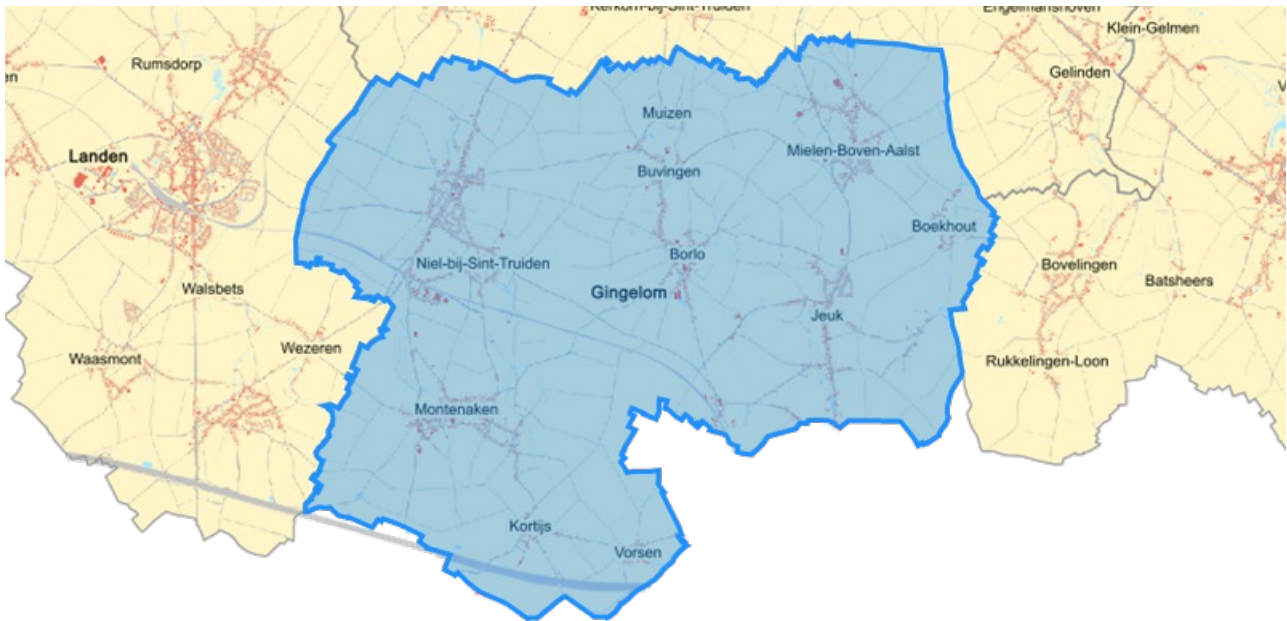 Kerkom-bij-Sint-Truiden
Engelmanshoven
Klein-Gelmen
Rumsdorp
Gelinden
en
V
Muizen
Landen
Mielen-Boven-Aalst
Buvingen
Boekhout
Borlo
Niel-bij-Sint-Truiden
Bovelingen
Batsheers
Walsbets
Gingelom
Jeuk
Wezeren
Waasmont
Rukkelingen-Loon
Montenaken
Kortijs
Vorsen